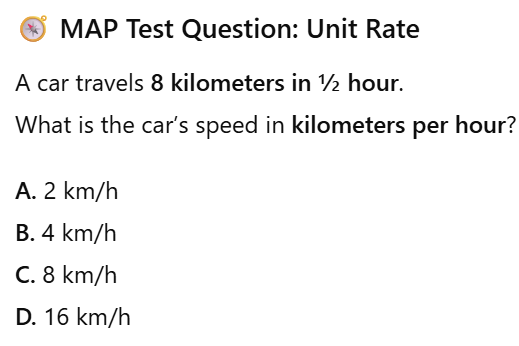 MAP Test Question: Unit Rate
A car travels 8 kilometers in ½ hour.
What is the car’s speed in kilometers per hour?
A. 2 km/h
B. 4 km/h
C. 8 km/h
D. 16 km/h